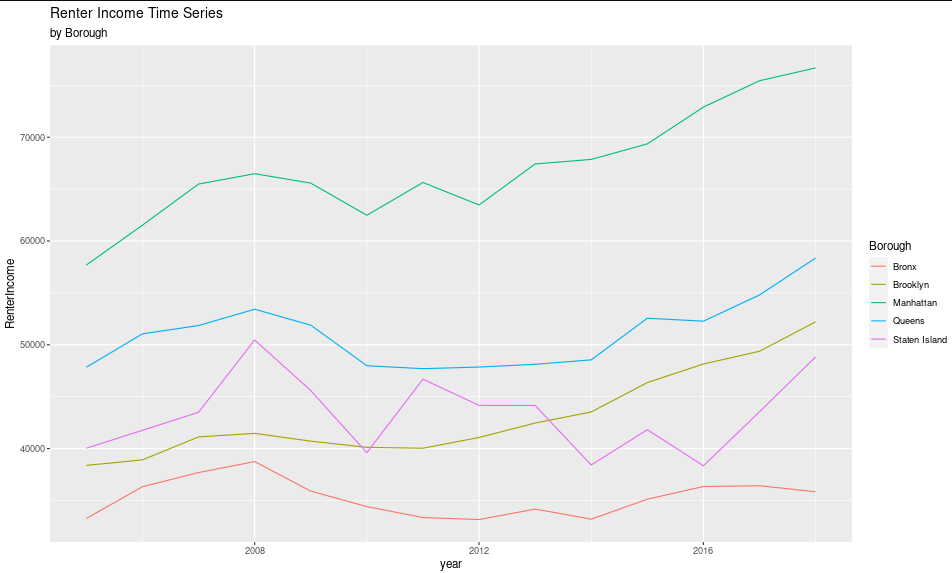 Renter Income Time Series
by Borough
RenterIncome
70000
60000
50000
40000
2008
2012
2016
year
Borough
Bronx
Brooklyn
Manhattan
Queens
Staten Island